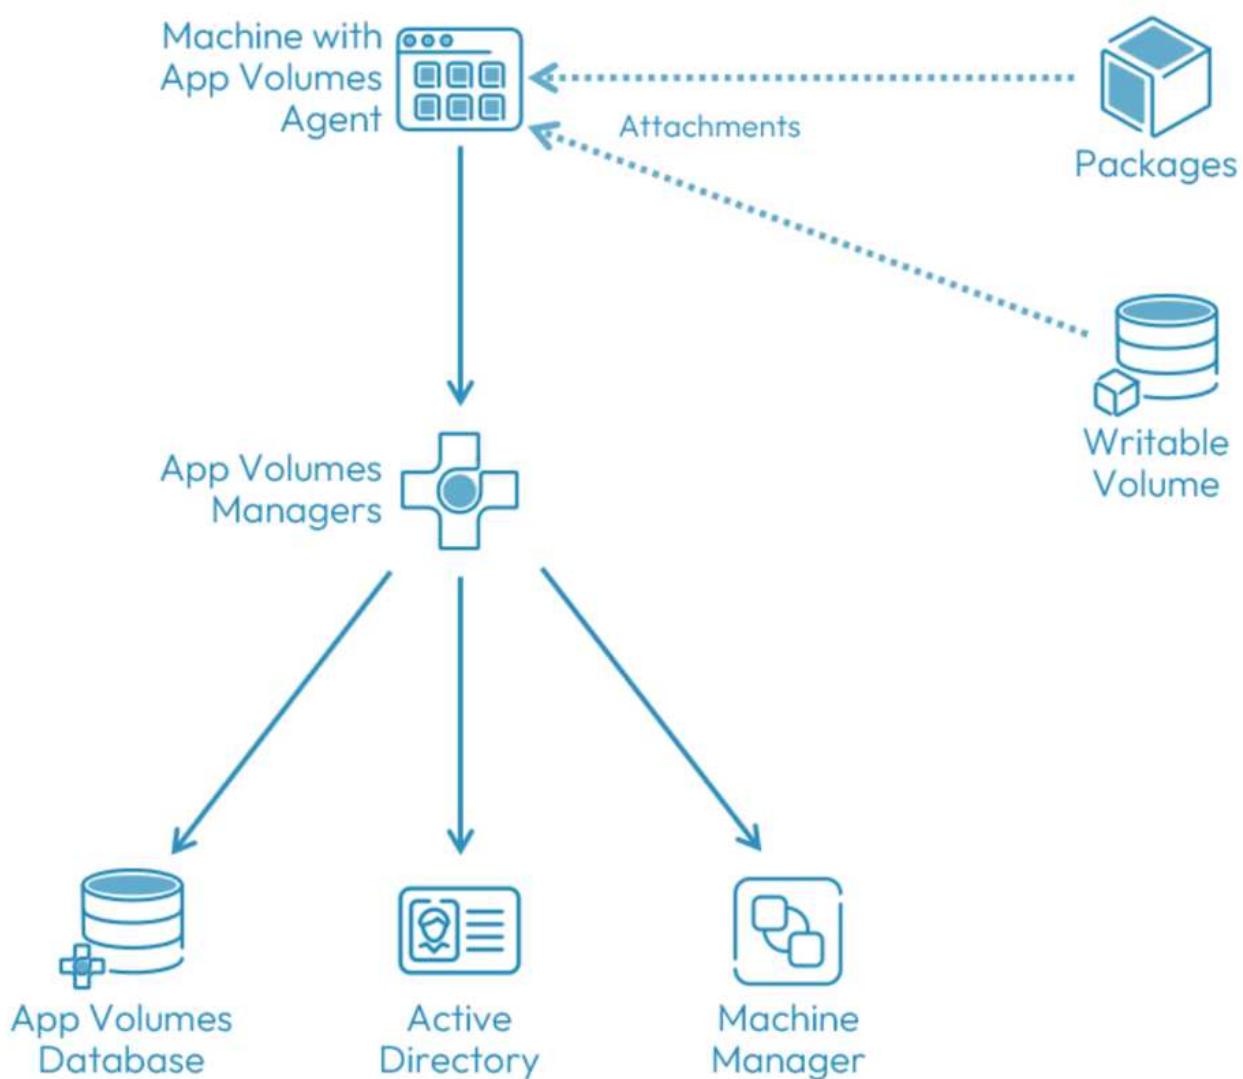 Machine with
App Volumes
Agent
Attachments
Packages
Writable
Volume
App Volumes
Managers
App Volumes
Database
Active
Directory
Machine
Manager